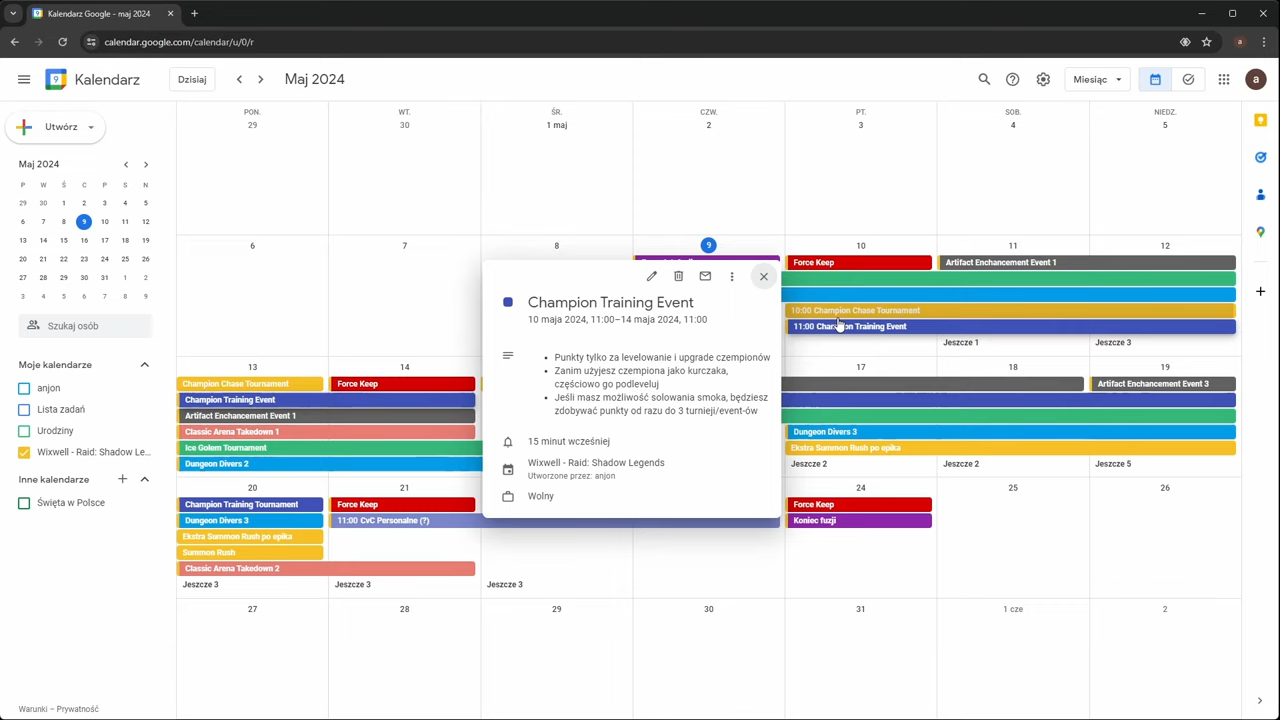 Kalendarz Google - maj 2024
calendar.google.com/calendar/u/0/r
a
9
Kalendarz
Dzisiaj
Maj 2024
Miesiąc
a
Utwórz
Maj 2024
P W Ś C P S N
29 30 1 2 3 4 5
6 7 8 9 10 11 12
13 14 15 16 17 18 19
20 21 22 23 24 25 26
27 28 29 30 31 1 2
3 4 5 6 7 8 9
Szukaj osób
Moje kalendarze
anjon
Lista zadań
Urodziny
Wixwell - Raid: Shadow Le...
Inne kalendarze
Święta w Polsce
Warunki – Prywatność
PON. WT. ŚR. CZW. PT. SOB. NIEDZ.
29 30 1 maj 2 3 4 5
6 7 8 9 10 11 12
Force Keep
Artifact Enchancement Event 1
10:00 Champion Chase Tournament
11:00 Champion Training Event
Jeszcze 1
Jeszcze 3
Champion Training Event
10 maja 2024, 11:00–14 maja 2024, 11:00
Punkty tylko za levelowanie i upgrade czempionów
Zanim użyjesz czempiona jako kurczaka,
częściowo go podleveluj
Jeśli masz możliwość solowania smoka, będziesz
zdobywać punkty od razu do 3 turnieji/event-ów
15 minut wcześniej
Wixwell - Raid: Shadow Legends
Utworzone przez: anjon
Wolny
13 14 17 18 19
Champion Chase Tournament
Force Keep
Artifact Enchancement Event 3
Champion Training Event
Artifact Enchancement Event 1
Classic Arena Takedown 1
Dungeon Divers 3
Ice Golem Tournament
Ekstra Summon Rush po epika
Dungeon Divers 2
Jeszcze 2
Jeszcze 2
Jeszcze 5
20 21 24 25 26
Champion Training Tournament
Force Keep
Force Keep
Dungeon Divers 3
11:00 CvC Personalne (?)
Koniec fuzji
Ekstra Summon Rush po epika
Summon Rush
Classic Arena Takedown 2
Jeszcze 3
Jeszcze 3
Jeszcze 3
27 28 29 30 31 1 cze 2